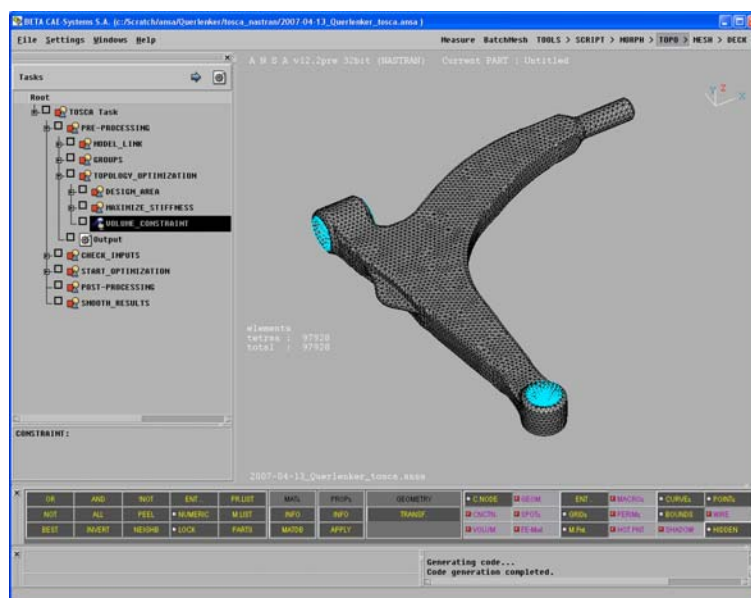 BETA CAE-Systems S.A. (c:/Scratch/ansa/Querlenker/tosca_nastran/2007-04-13_Querlenker_tosca.ansa )
File Settings Windows Help
Measure BatchMesh TOOLS > SCRIPT > MORPH > TOPO > MESH > DECK
Tasks
A N S A v12.2pre 32bit (NASTRAN) Current PART : Untitled
Y Z X
Root
TOSCA Task
PRE-PROCESSING
MODEL_LINK
GROUPS
TOPOLOGY_OPTIMIZATION
DESIGN_AREA
MAXIMIZE_STIFFNESS
VOLUME_CONSTRAINT
Output
CHECK_INPUTS
START_OPTIMIZATION
POST-PROCESSING
SMOOTH_RESULTS
elements
tetras : 97928
total : 97928
CONSTRAINT:
2007-04-13_Querlenker_tosca.ansa
OR AND !NOT ENT.. PR.LIST MATs PROPs GEOMETRY C.NODE GEOM. ENT.. MACROs CURVEs POINTs
NOT ALL PEEL NUMERIC M.LIST INFO INFO TRANSF. CNCTN. SPOTs GRIDs PERIMs BOUNDS WIRE
BEST INVERT NEIGHB LOCK PARTS MATDB APPLY VOLUM. FE-Mod M.Pnt. HOT PNT SHADOW HIDDEN
Generating code...
Code generation completed.